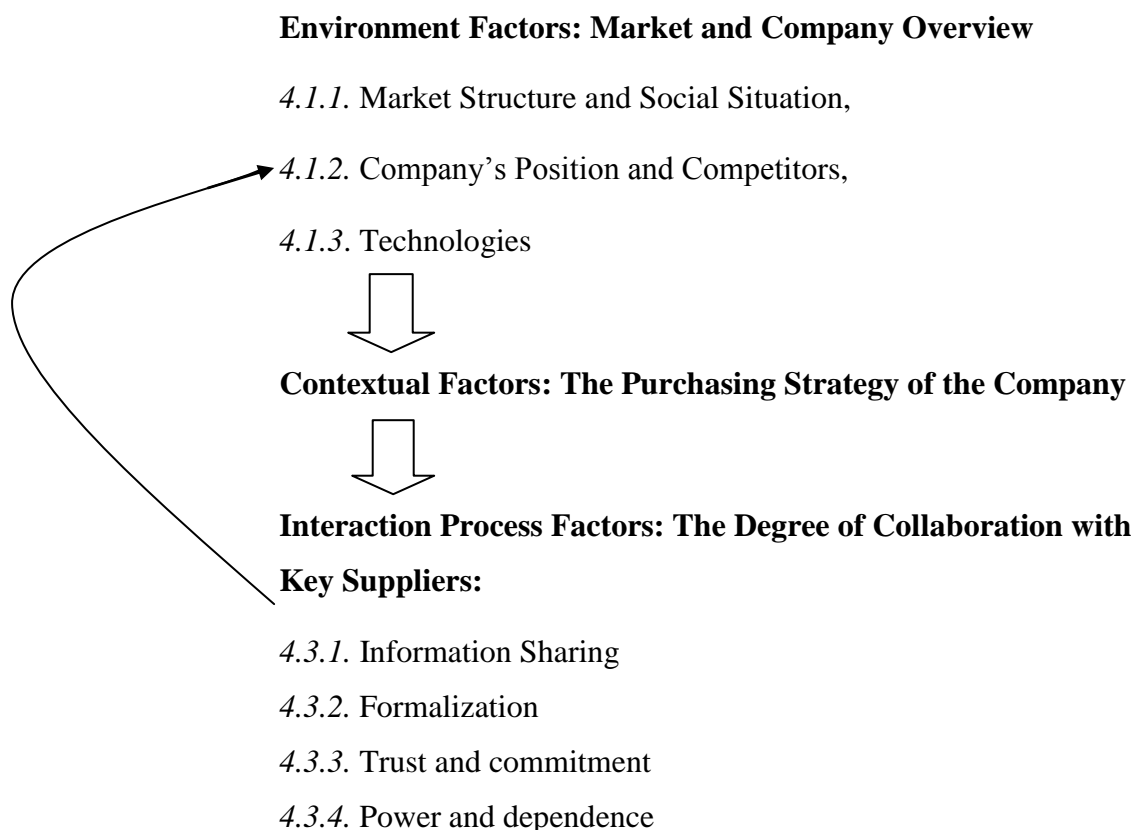 Environment Factors: Market and Company Overview
4.1.1. Market Structure and Social Situation,
4.1.2. Company’s Position and Competitors,
4.1.3. Technologies
Contextual Factors: The Purchasing Strategy of the Company
Interaction Process Factors: The Degree of Collaboration with
Key Suppliers:
4.3.1. Information Sharing
4.3.2. Formalization
4.3.3. Trust and commitment
4.3.4. Power and dependence